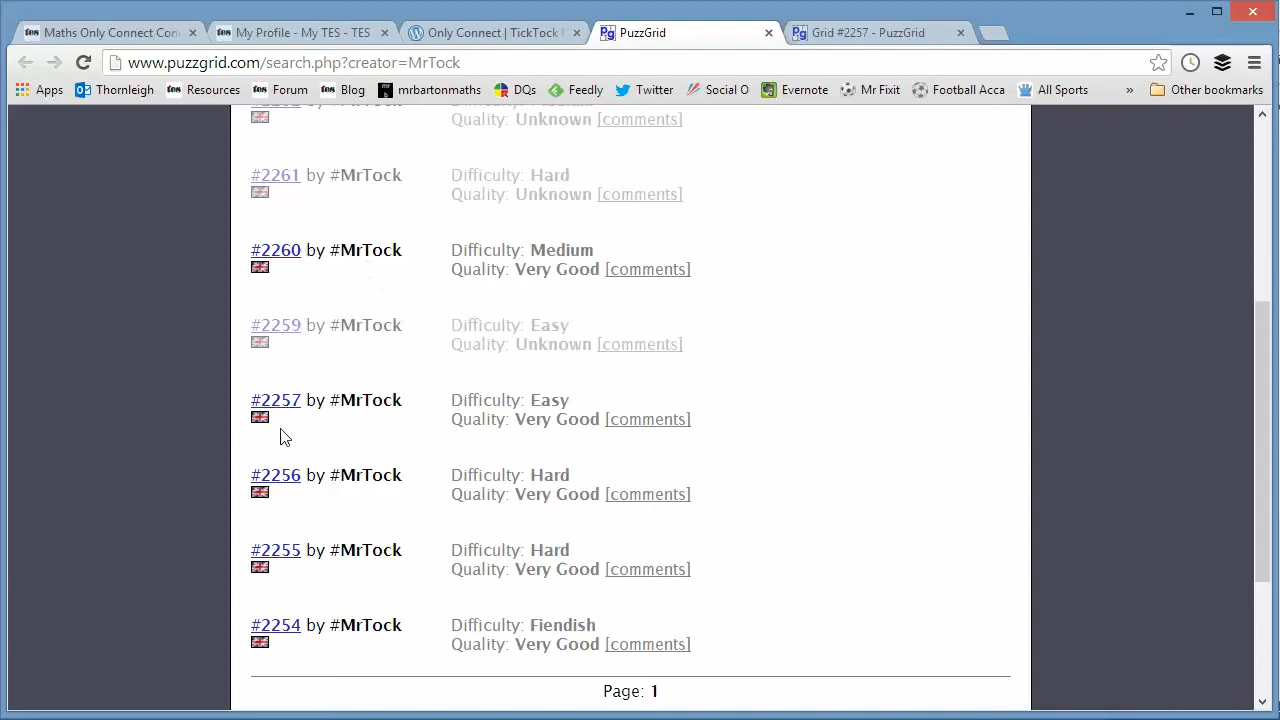 Maths Only Connect Con
My Profile - My TES - TES
Only Connect | TickTock
PuzzGrid
Grid #2257 - PuzzGrid
www.puzzgrid.com/search.php?creator=MrTock
Apps
Thornleigh
Resources
Forum
Blog
mrbartonmaths
DQs
Feedly
Twitter
Social O
Evernote
Mr Fixit
Football Acca
All Sports
»
Other bookmarks
Quality: Unknown [comments]
#2261 by #MrTock Difficulty: Hard
Quality: Unknown [comments]
#2260 by #MrTock Difficulty: Medium
Quality: Very Good [comments]
#2259 by #MrTock Difficulty: Easy
Quality: Unknown [comments]
#2257 by #MrTock Difficulty: Easy
Quality: Very Good [comments]
#2256 by #MrTock Difficulty: Hard
Quality: Very Good [comments]
#2255 by #MrTock Difficulty: Hard
Quality: Very Good [comments]
#2254 by #MrTock Difficulty: Fiendish
Quality: Very Good [comments]
Page: 1